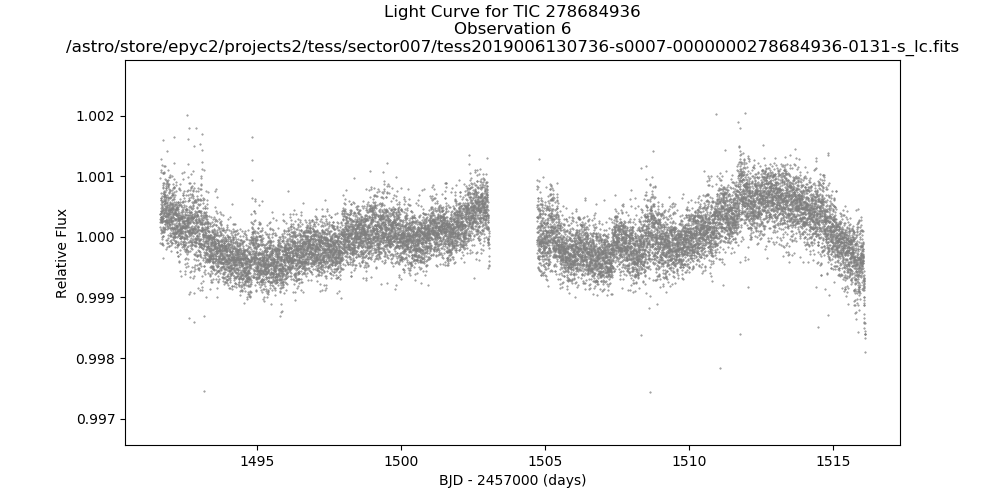 Light Curve for TIC 278684936
Observation 6
/astro/store/epyc2/projects2/tess/sector007/tess2019006130736-s0007-0000000278684936-0131-s_lc.fits
1.002
1.001
1.000
0.999
0.998
0.997
Relative Flux
1495
1500
1505
1510
1515
BJD - 2457000 (days)